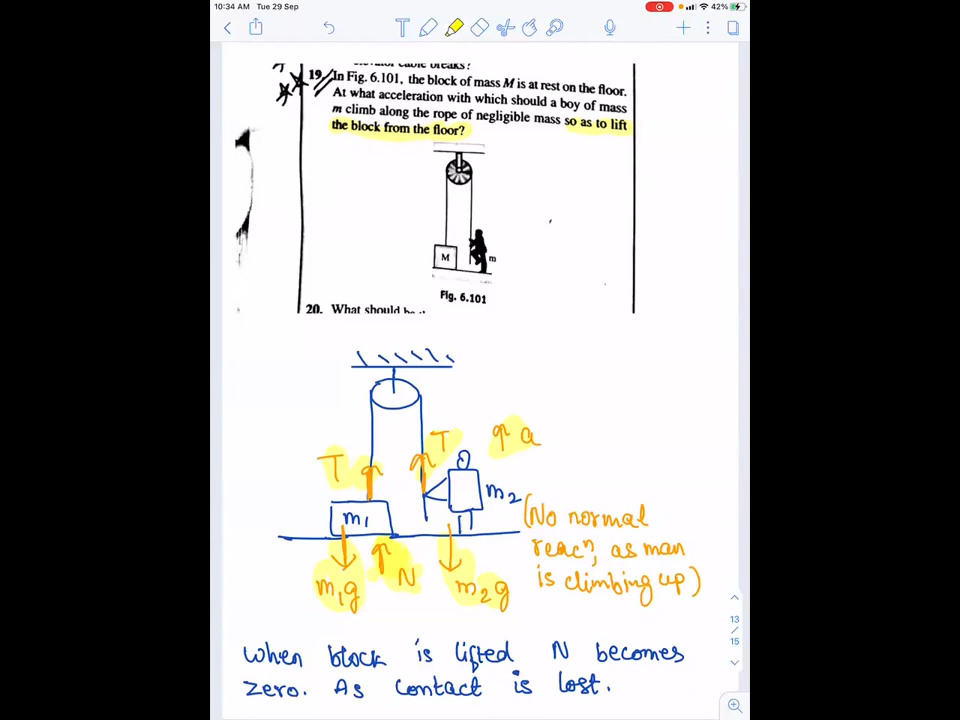 10:34 AM Tue 29 Sep
42%
elevator cable breaks?
19. In Fig. 6.101, the block of mass M is at rest on the floor.
At what acceleration with which should a boy of mass
m climb along the rope of negligible mass so as to lift
the block from the floor?
M
m
Fig. 6.101
20. What should be
T
T
a
m1
m2
(No normal
reacn, as man
is climbing up)
N
m1g
m2g
13
/
15
When block is lifted N becomes
zero. As contact is lost.